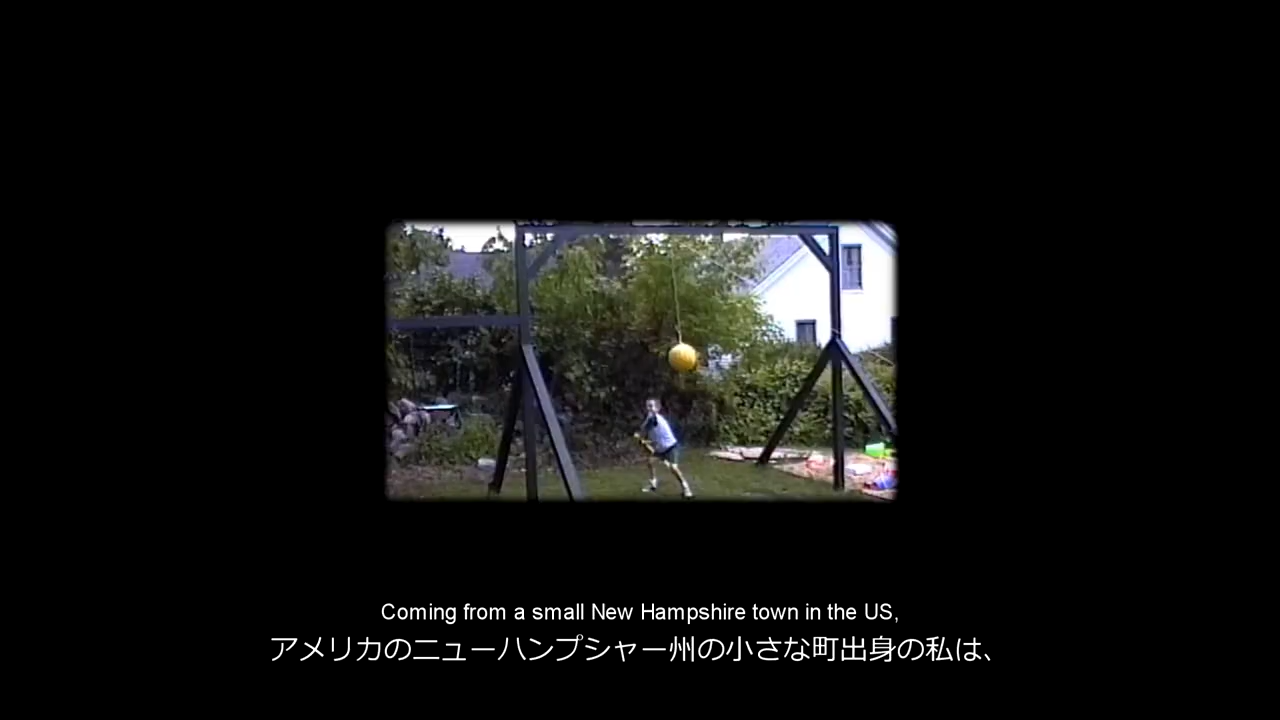 Coming from a small New Hampshire town in the US,
アメリカのニューハンプシャー州の小さな町出身の私は、